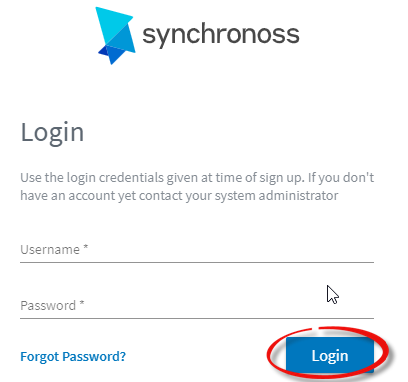 synchronoss
Login
Use the login credentials given at time of sign up. If you don't
have an account yet contact your system administrator
Username *
Password *
Forgot Password?
Login